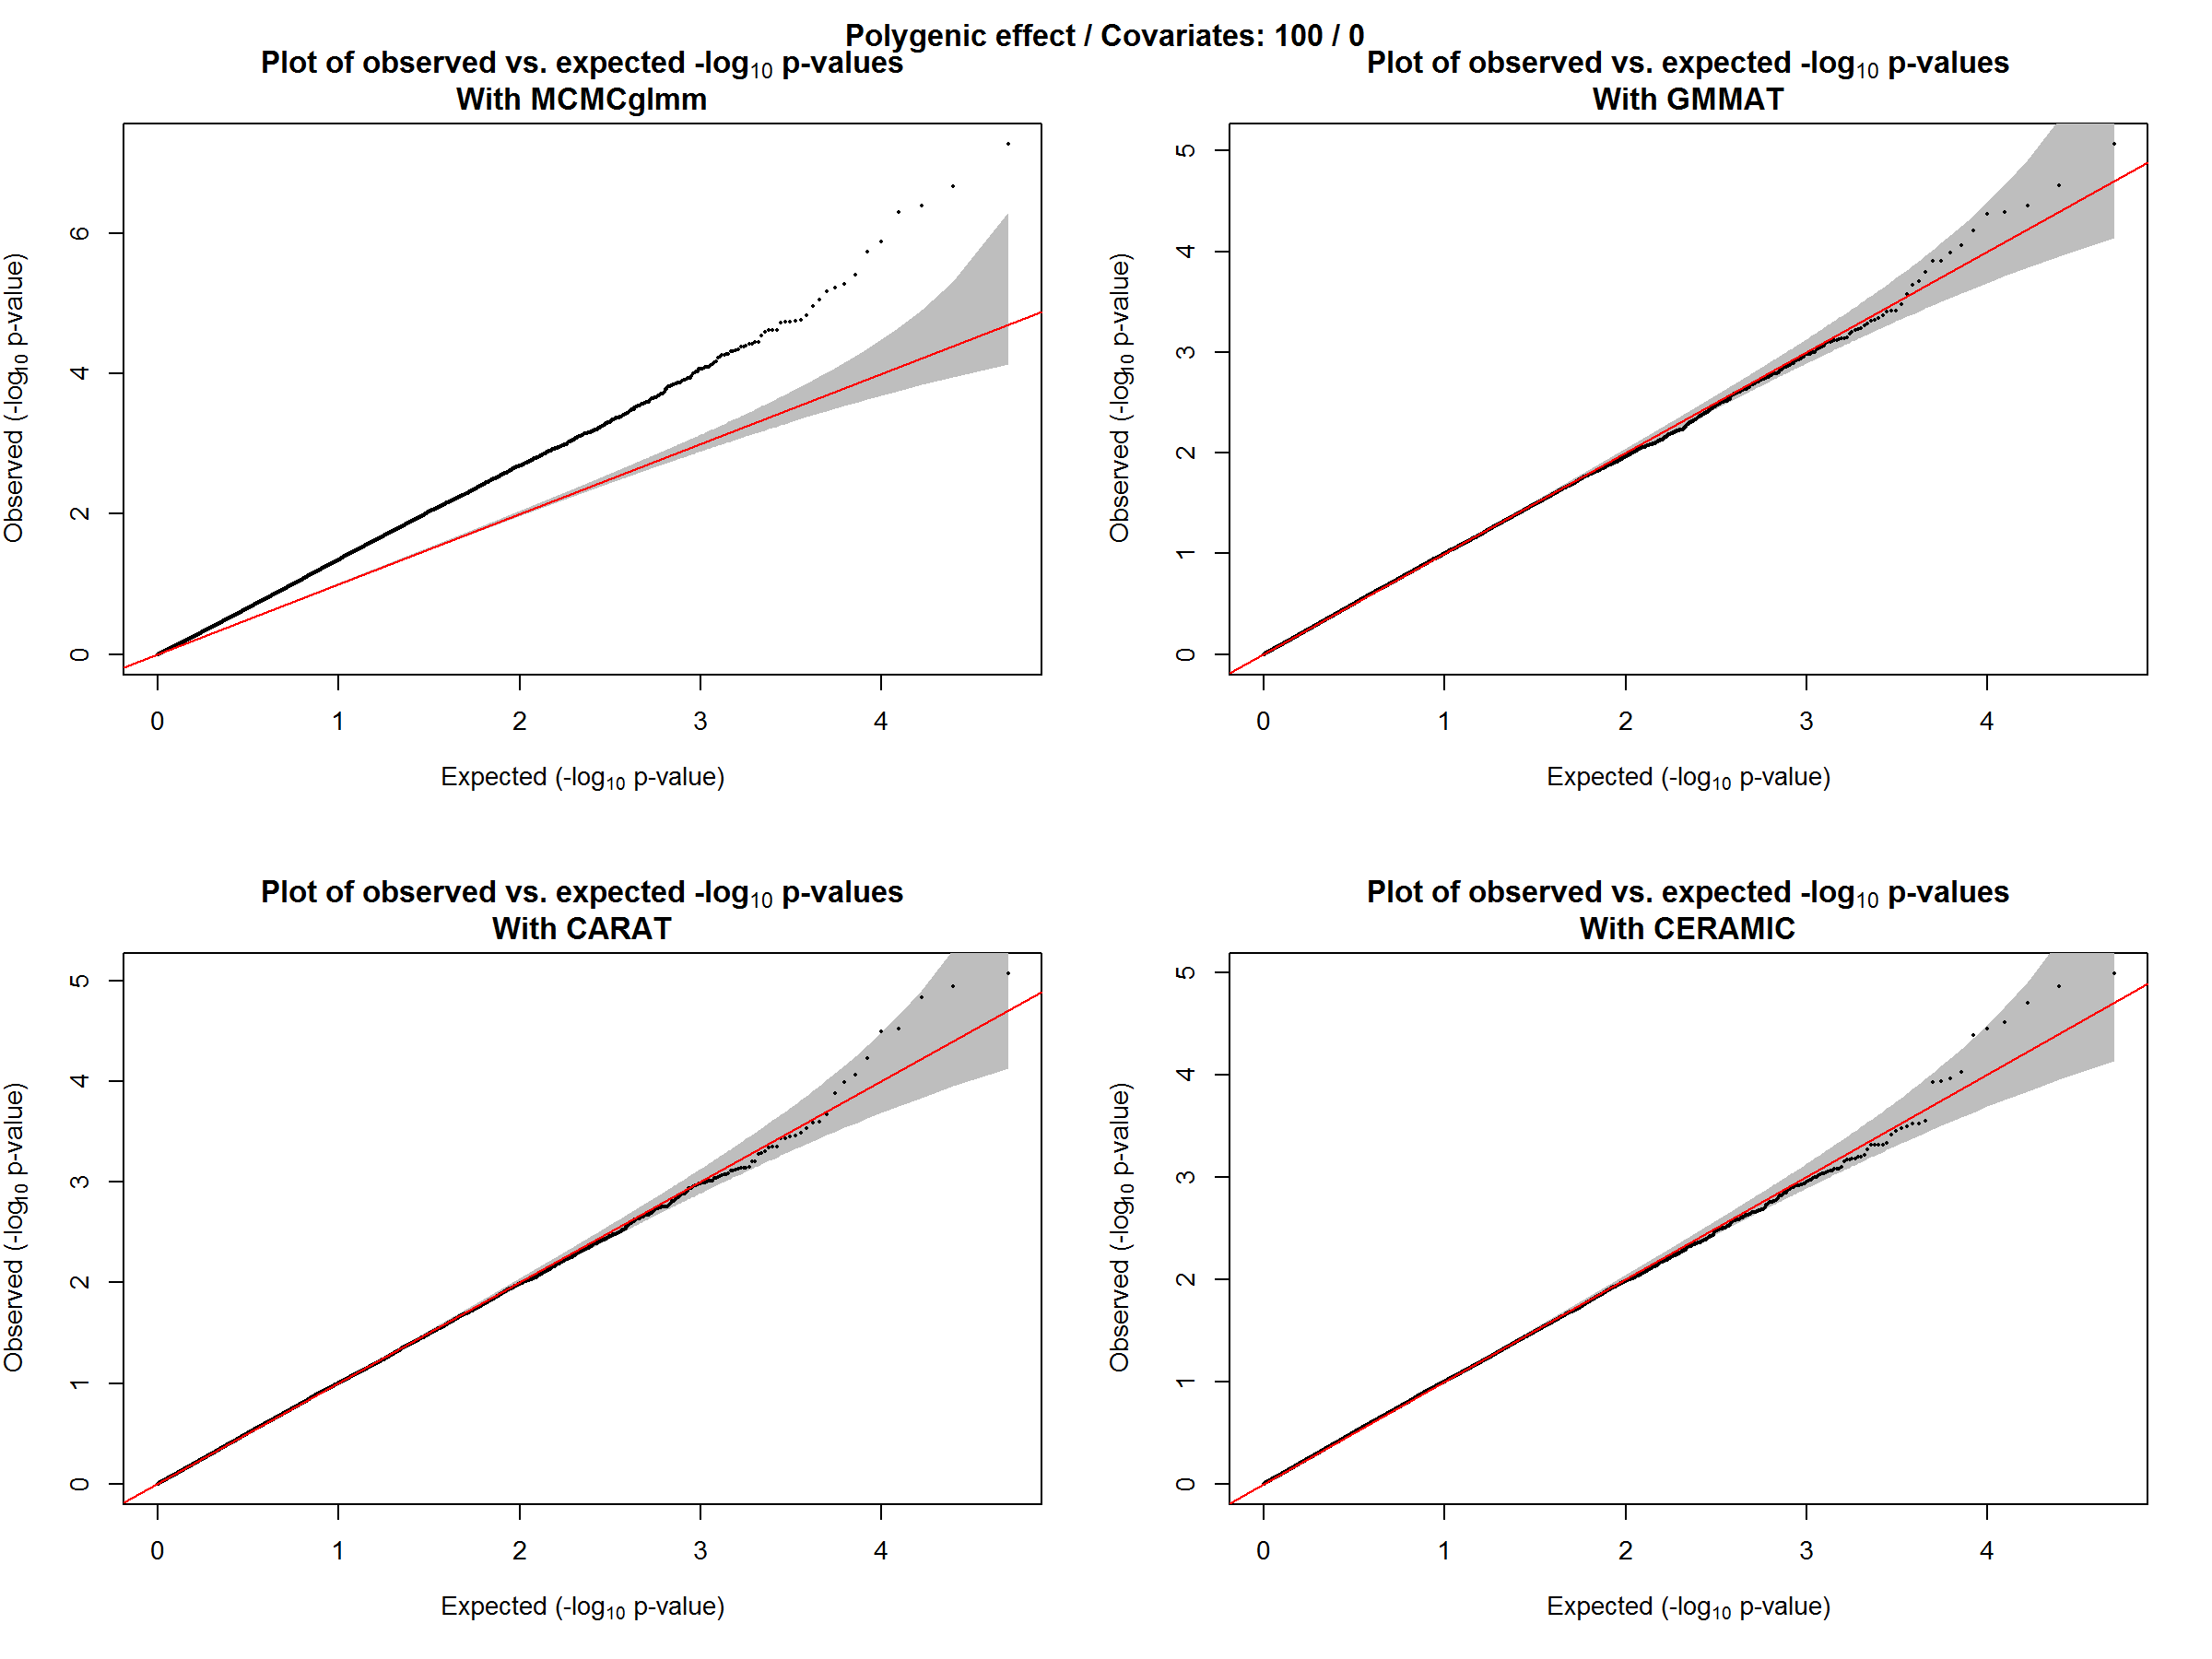 Polygenic effect / Covariates: 100 / 0
Plot of observed vs. expected -log10 p-values
With MCMCglmm
Observed (-log10 p-value)
6
4
2
0
0 1 2 3 4
Expected (-log10 p-value)
Plot of observed vs. expected -log10 p-values
With GMMAT
Observed (-log10 p-value)
5
4
3
2
1
0
0 1 2 3 4
Expected (-log10 p-value)
Plot of observed vs. expected -log10 p-values
With CARAT
Observed (-log10 p-value)
5
4
3
2
1
0
0 1 2 3 4
Expected (-log10 p-value)
Plot of observed vs. expected -log10 p-values
With CERAMIC
Observed (-log10 p-value)
5
4
3
2
1
0
0 1 2 3 4
Expected (-log10 p-value)